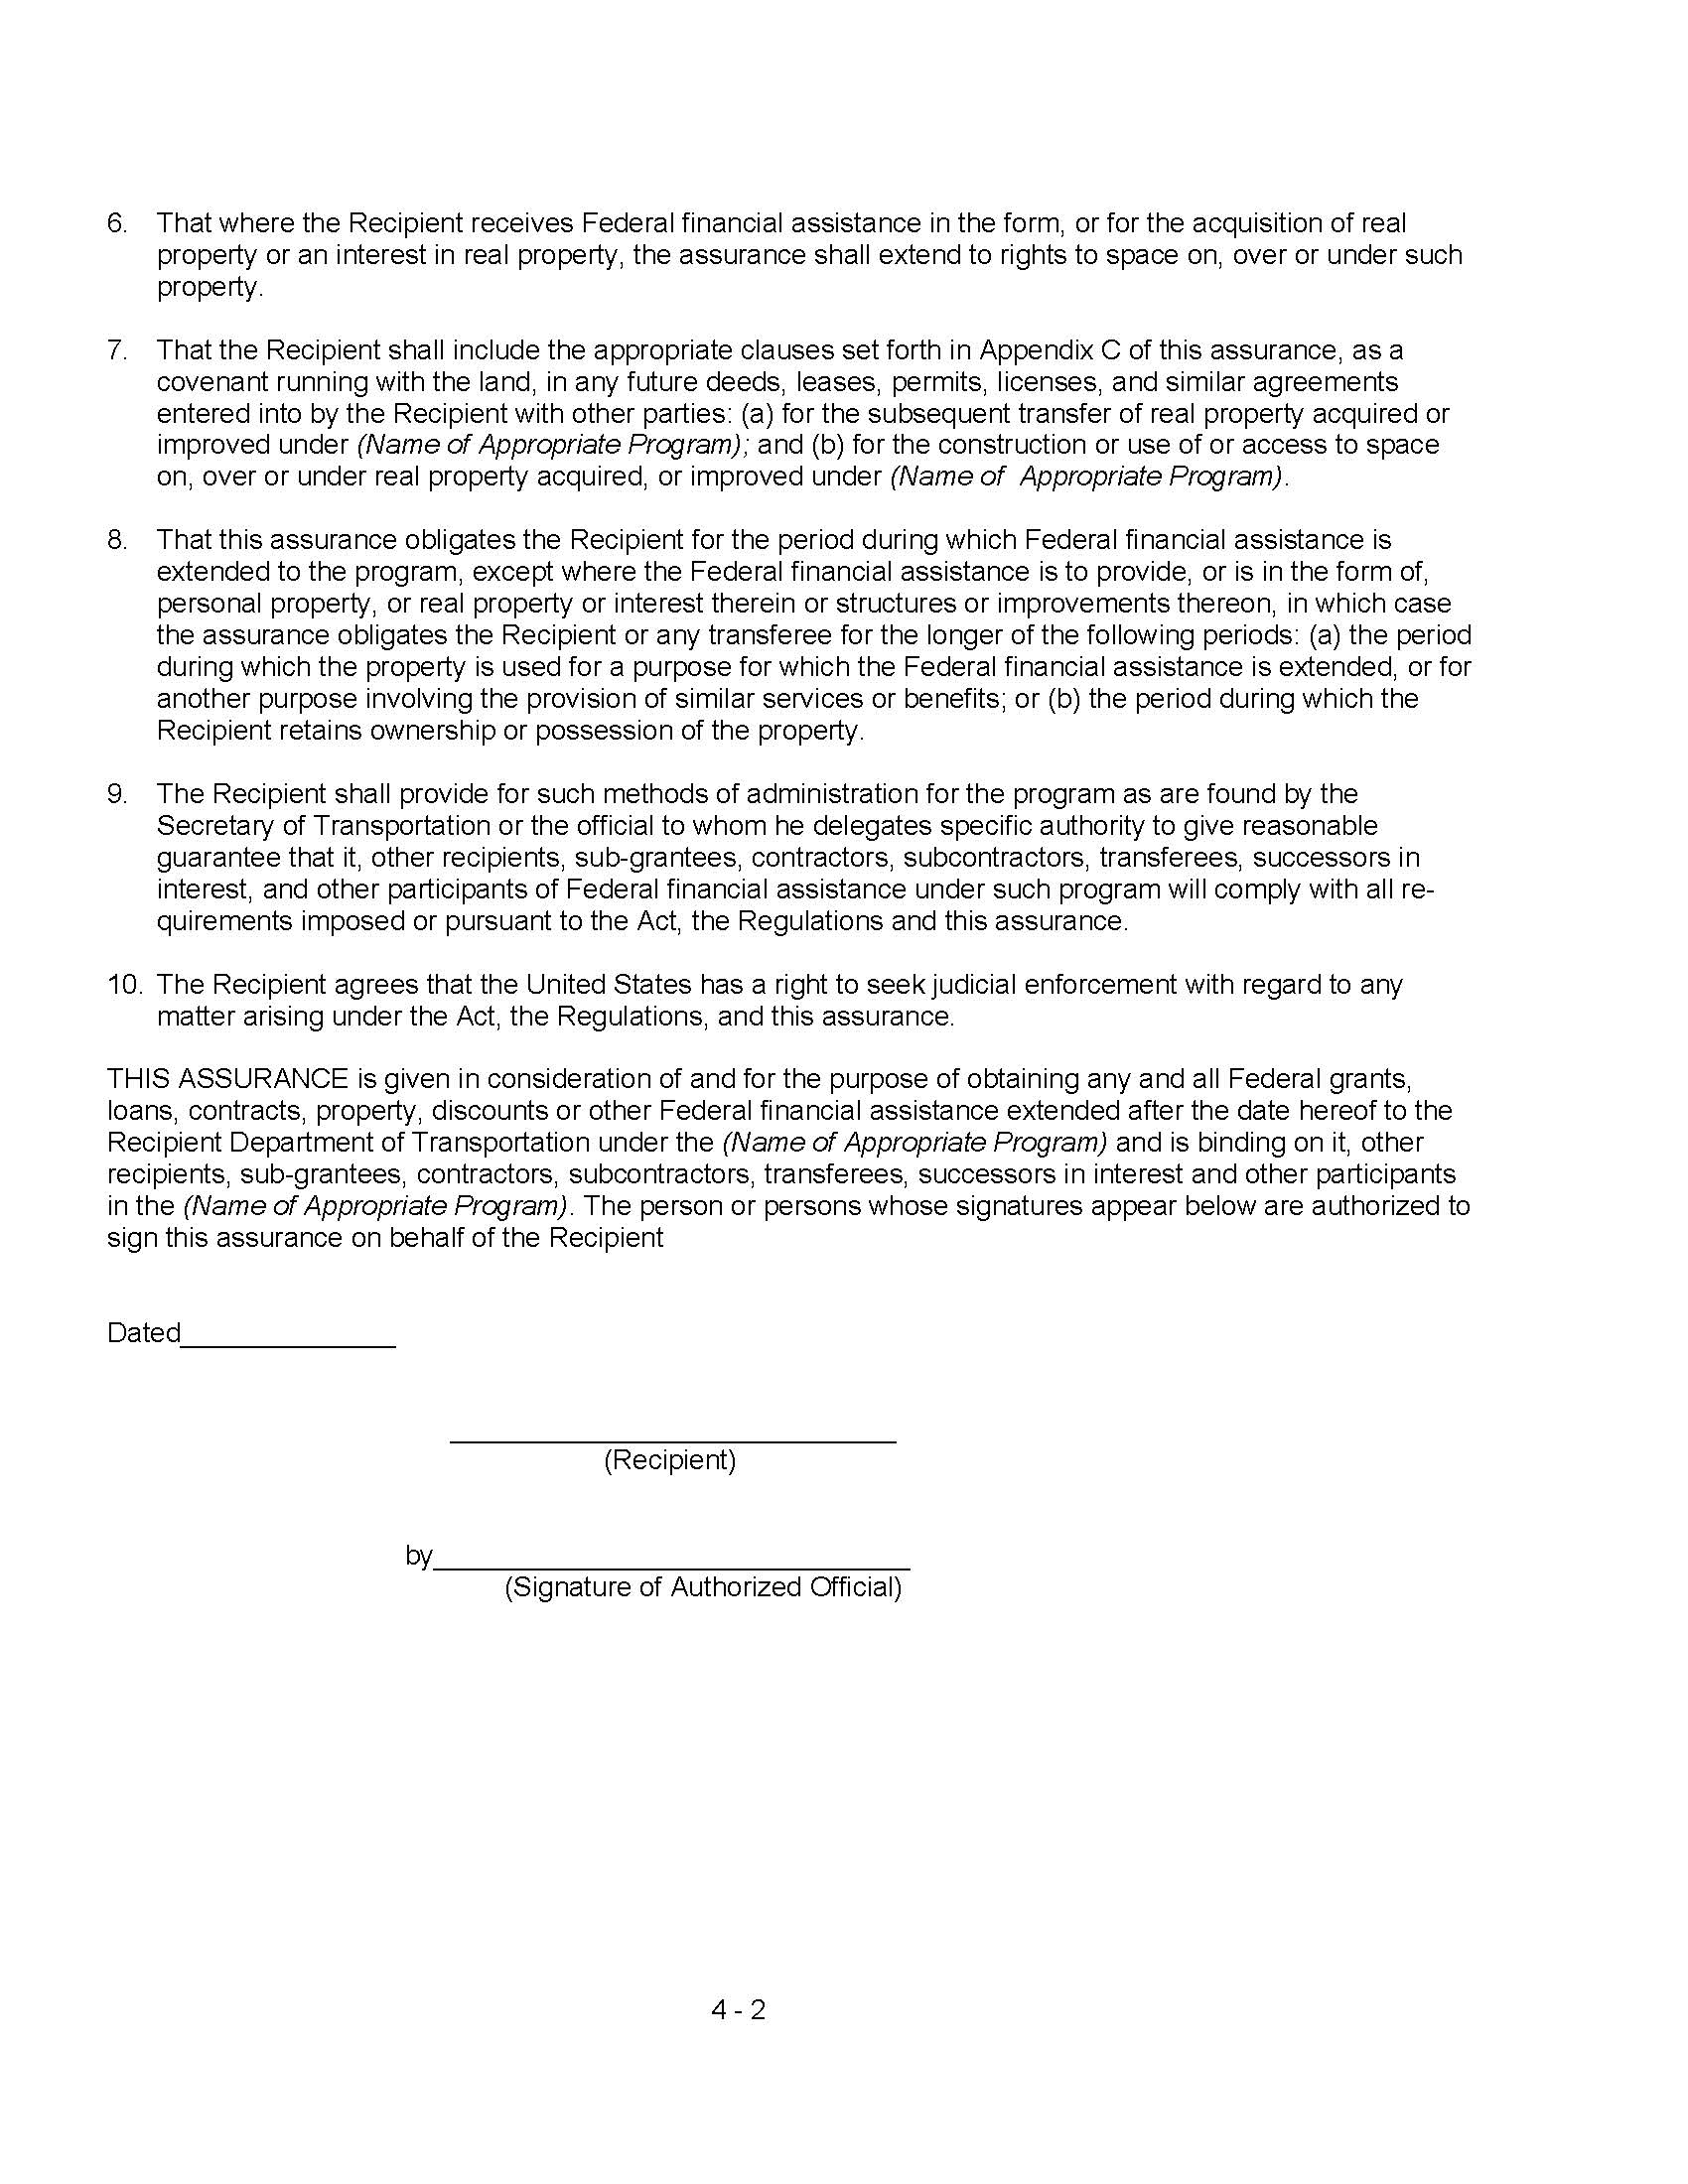 6. That where the Recipient receives Federal financial assistance in the form, or for the acquisition of real
property or an interest in real property, the assurance shall extend to rights to space on, over or under such
property.
7. That the Recipient shall include the appropriate clauses set forth in Appendix C of this assurance, as a
covenant running with the land, in any future deeds, leases, permits, licenses, and similar agreements
entered into by the Recipient with other parties: (a) for the subsequent transfer of real property acquired or
improved under (Name of Appropriate Program); and (b) for the construction or use of or access to space
on, over or under real property acquired, or improved under (Name of Appropriate Program).
8. That this assurance obligates the Recipient for the period during which Federal financial assistance is
extended to the program, except where the Federal financial assistance is to provide, or is in the form of,
personal property, or real property or interest therein or structures or improvements thereon, in which case
the assurance obligates the Recipient or any transferee for the longer of the following periods: (a) the period
during which the property is used for a purpose for which the Federal financial assistance is extended, or for
another purpose involving the provision of similar services or benefits; or (b) the period during which the
Recipient retains ownership or possession of the property.
9. The Recipient shall provide for such methods of administration for the program as are found by the
Secretary of Transportation or the official to whom he delegates specific authority to give reasonable
guarantee that it, other recipients, sub-grantees, contractors, subcontractors, transferees, successors in
interest, and other participants of Federal financial assistance under such program will comply with all re-
quirements imposed or pursuant to the Act, the Regulations and this assurance.
10. The Recipient agrees that the United States has a right to seek judicial enforcement with regard to any
matter arising under the Act, the Regulations, and this assurance.
THIS ASSURANCE is given in consideration of and for the purpose of obtaining any and all Federal grants,
loans, contracts, property, discounts or other Federal financial assistance extended after the date hereof to the
Recipient Department of Transportation under the (Name of Appropriate Program) and is binding on it, other
recipients, sub-grantees, contractors, subcontractors, transferees, successors in interest and other participants
in the (Name of Appropriate Program). The person or persons whose signatures appear below are authorized to
sign this assurance on behalf of the Recipient
Dated______________
(Recipient)
by_______________________________
(Signature of Authorized Official)
4 - 2